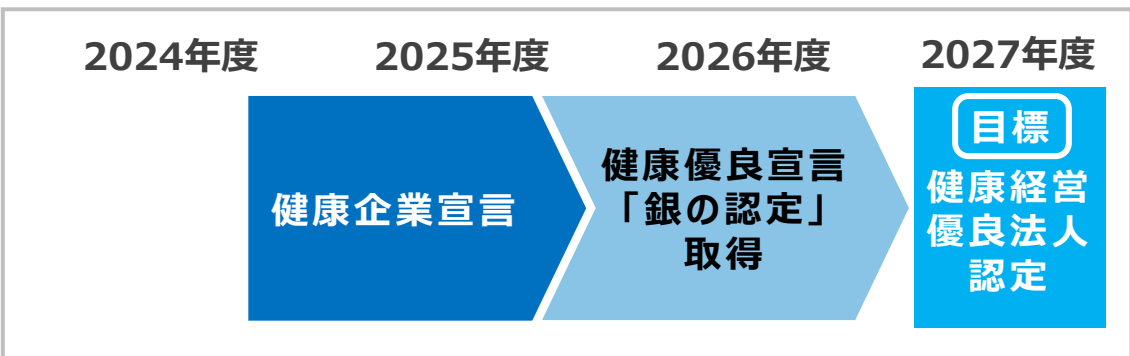 2024年度 2025年度 2026年度 2027年度
健康企業宣言
健康優良宣言
「銀の認定」
取得
目標
健康経営
優良法人
認定